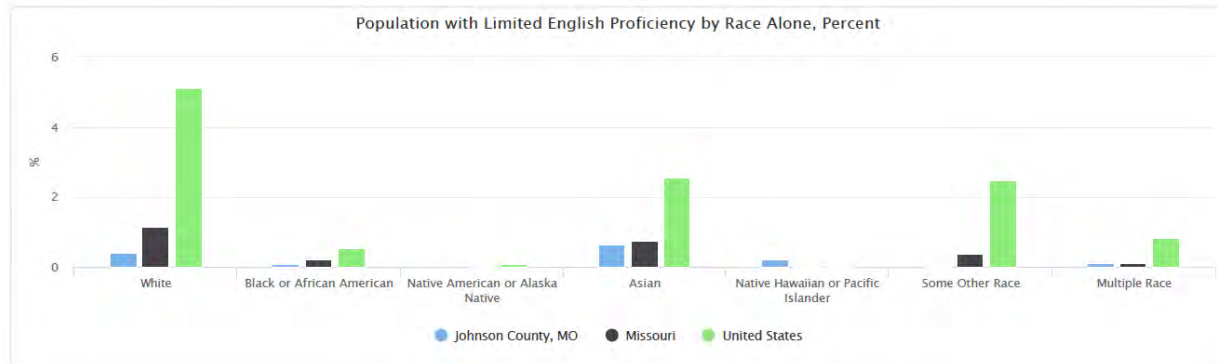 Population with Limited English Proficiency by Race Alone, Percent
6
4
2
0
%
White
Black or African American
Native American or Alaska
Native
Asian
Native Hawaiian or Pacific
Islander
Some Other Race
Multiple Race
Johnson County, MO
Missouri
United States